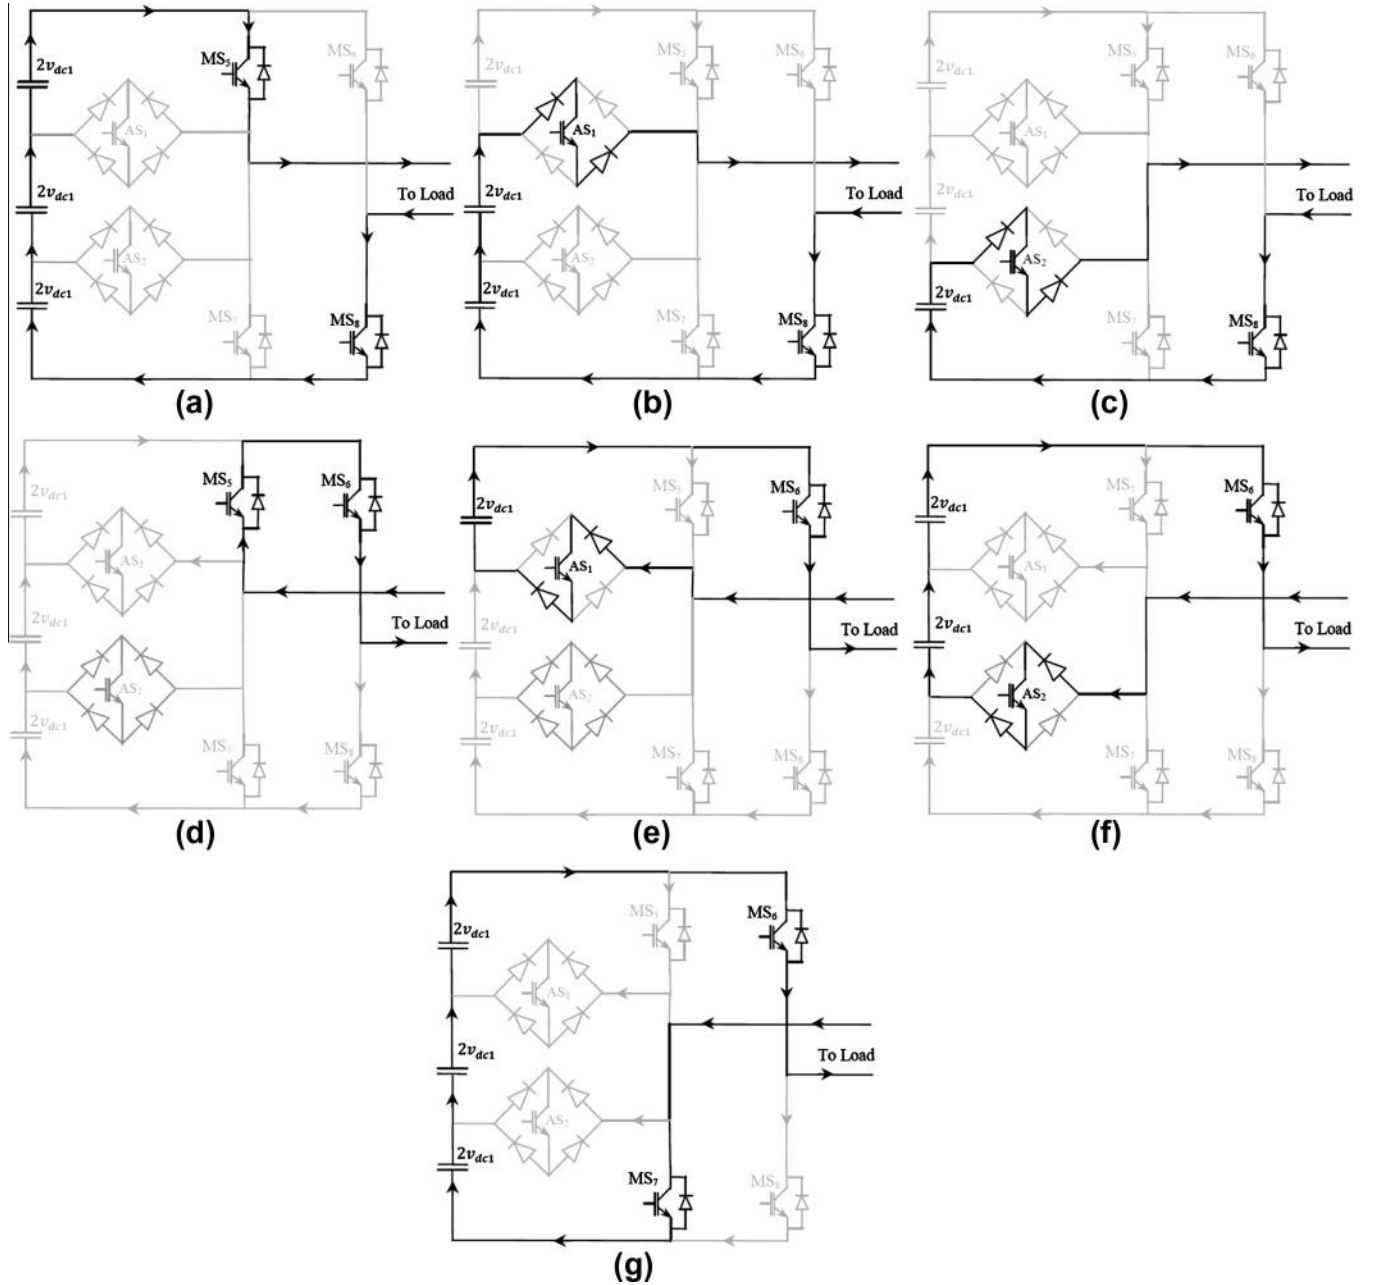 MS₅
MS₆
2v_dc1
AS₁
2v_dc1
To Load
AS₂
2v_dc1
MS₇
MS₈
(a)
MS₅
MS₆
2v_dc1
AS₁
2v_dc1
To Load
AS₂
2v_dc1
MS₇
MS₈
(b)
MS₅
MS₆
2v_dc1
AS₁
2v_dc1
To Load
AS₂
2v_dc1
MS₇
MS₈
(c)
MS₅
MS₆
2v_dc1
AS₁
2v_dc1
To Load
AS₂
2v_dc1
MS₇
MS₈
(d)
MS₅
MS₆
2v_dc1
AS₁
2v_dc1
To Load
AS₂
2v_dc1
MS₇
MS₈
(e)
MS₅
MS₆
2v_dc1
AS₁
2v_dc1
To Load
AS₂
2v_dc1
MS₇
MS₈
(f)
MS₅
MS₆
2v_dc1
AS₁
2v_dc1
To Load
AS₂
2v_dc1
MS₇
MS₈
(g)